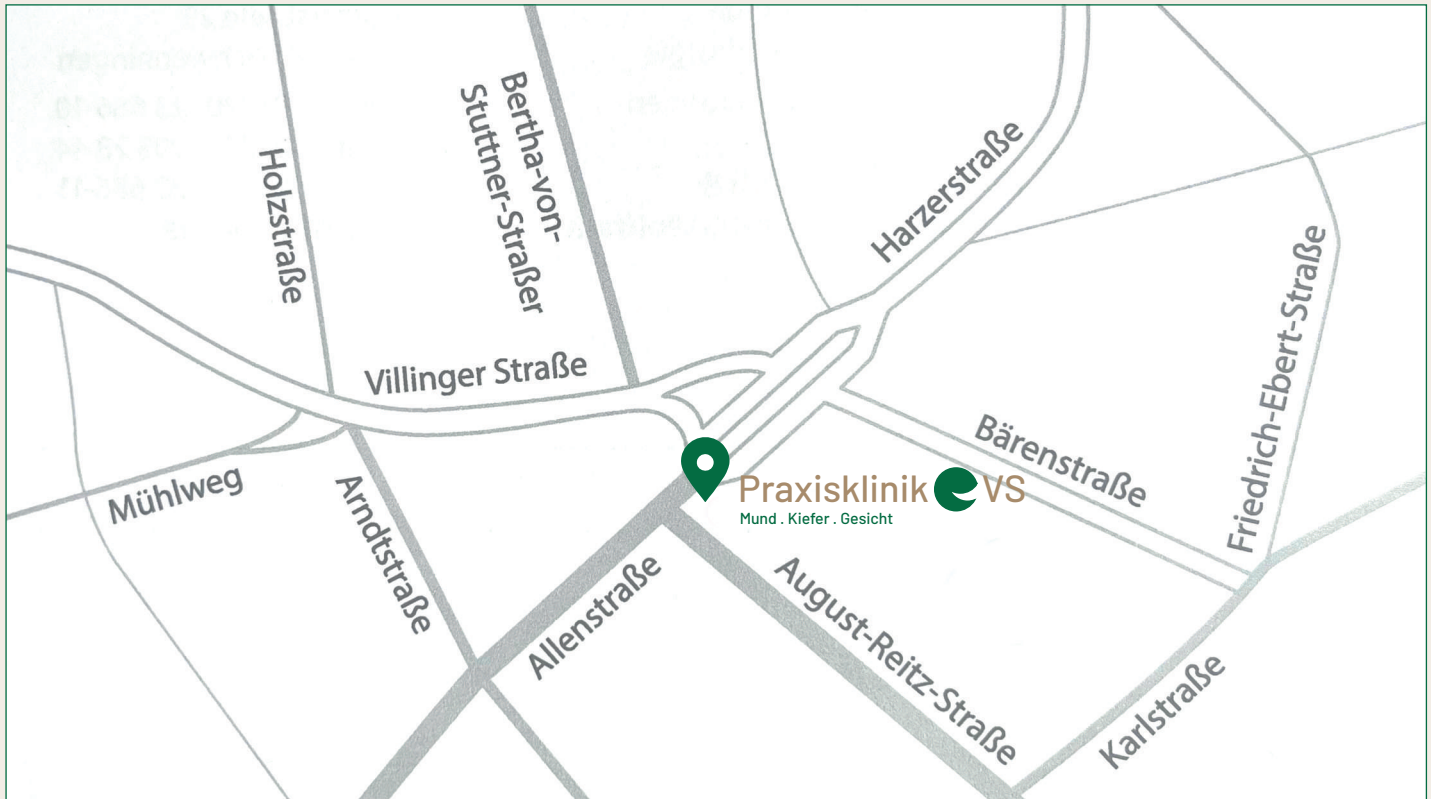 Bertha-von-
Stuttner-Straßer
Holzstraße
Harzerstraße
Friedrich-Ebert-Straße
Villinger Straße
Bärenstraße
Mühlweg
Arndtstraße
Praxisklinik VS
Mund . Kiefer . Gesicht
Allenstraße
August-Reitz-Straße
Karlstraße